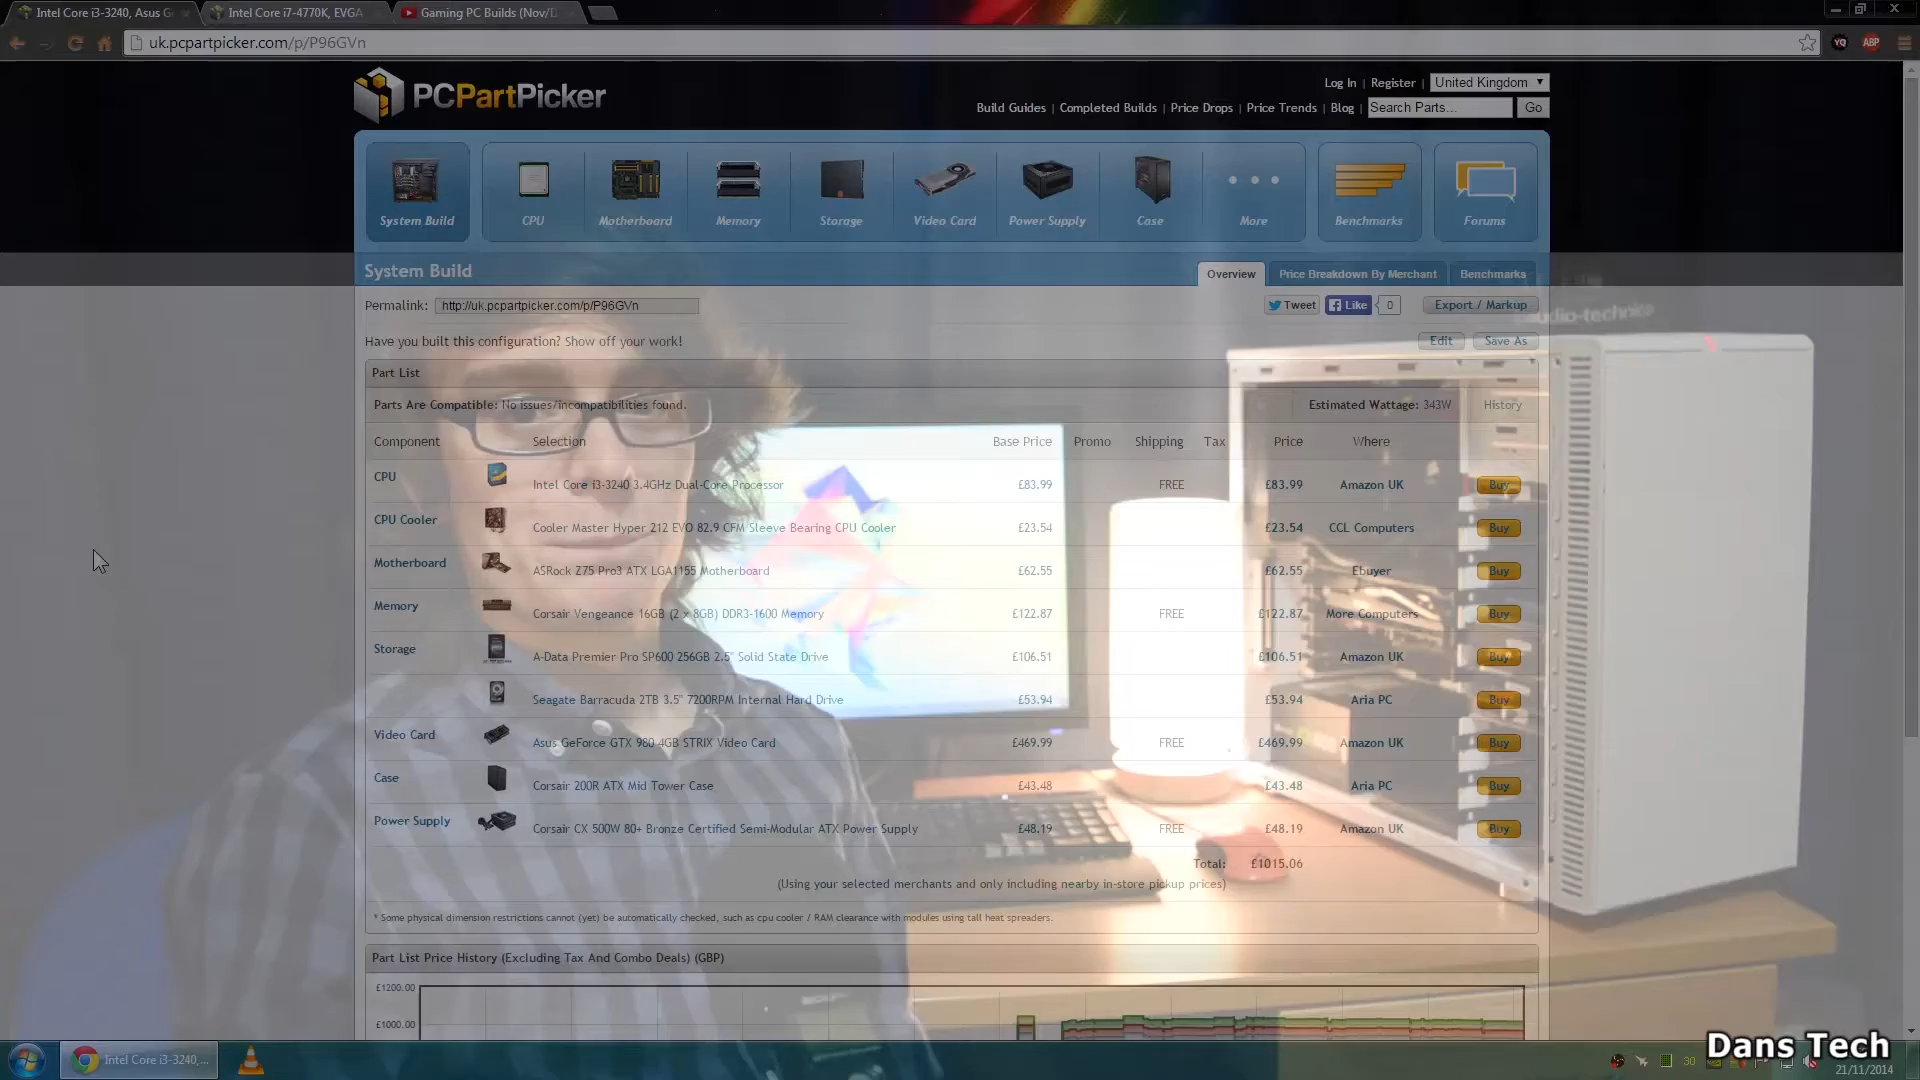 Intel Core i3-3240, Asus G
Intel Core i7-4770K, EVGA
Gaming PC Builds (Nov/D
uk.pcpartpicker.com/p/P96GVn
YQ
ABP
PCPartPicker
Log In | Register | United Kingdom
Build Guides | Completed Builds | Price Drops | Price Trends | Blog | Search Parts... Go
System Build
CPU
Motherboard
Memory
Storage
Video Card
Power Supply
Case
More
Benchmarks
Forums
System Build
Overview
Price Breakdown By Merchant
Benchmarks
Permalink: http://uk.pcpartpicker.com/p/P96GVn
Tweet
Like
0
Export / Markup
audio-technica
Have you built this configuration? Show off your work!
Edit
Save As
Part List
Parts Are Compatible: No issues/incompatibilities found.
Estimated Wattage: 343W
History
Component Selection Base Price Promo Shipping Tax Price Where
CPU Intel Core i3-3240 3.4GHz Dual-Core Processor £83.99 FREE £83.99 Amazon UK Buy
CPU Cooler Cooler Master Hyper 212 EVO 82.9 CFM Sleeve Bearing CPU Cooler £23.54 £23.54 CCL Computers Buy
Motherboard ASRock Z75 Pro3 ATX LGA1155 Motherboard £62.55 £62.55 Ebuyer Buy
Memory Corsair Vengeance 16GB (2 x 8GB) DDR3-1600 Memory £122.87 FREE £122.87 More Computers Buy
Storage A-Data Premier Pro SP600 256GB 2.5" Solid State Drive £106.51 £106.51 Amazon UK Buy
Seagate Barracuda 2TB 3.5" 7200RPM Internal Hard Drive £53.94 £53.94 Aria PC Buy
Video Card Asus GeForce GTX 980 4GB STRIX Video Card £469.99 FREE £469.99 Amazon UK Buy
Case Corsair 200R ATX Mid Tower Case £43.48 £43.48 Aria PC Buy
Power Supply Corsair CX 500W 80+ Bronze Certified Semi-Modular ATX Power Supply £48.19 FREE £48.19 Amazon UK Buy
Total: £1015.06
(Using your selected merchants and only including nearby in-store pickup prices)
* Some physical dimension restrictions cannot (yet) be automatically checked, such as cpu cooler / RAM clearance with modules using tall heat spreaders.
Part List Price History (Excluding Tax And Combo Deals) (GBP)
£1200.00
£1000.00
Intel Core i3-3240,...
30
Dans Tech
21/11/2014